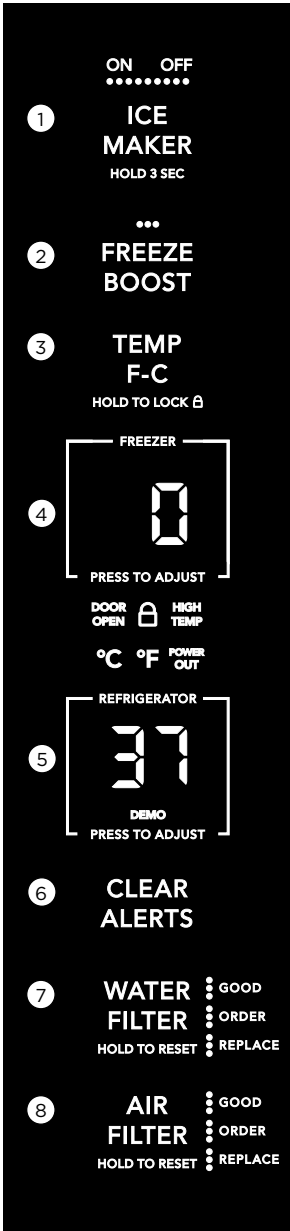 ON OFF
1 ICE
MAKER
HOLD 3 SEC
2 FREEZE
BOOST
3 TEMP
F-C
HOLD TO LOCK
FREEZER
4 0
PRESS TO ADJUST
DOOR OPEN HIGH TEMP
°C °F POWER OUT
REFRIGERATOR
5 37
DEMO
PRESS TO ADJUST
6 CLEAR
ALERTS
7 WATER GOOD
FILTER ORDER
HOLD TO RESET REPLACE
8 AIR GOOD
FILTER ORDER
HOLD TO RESET REPLACE